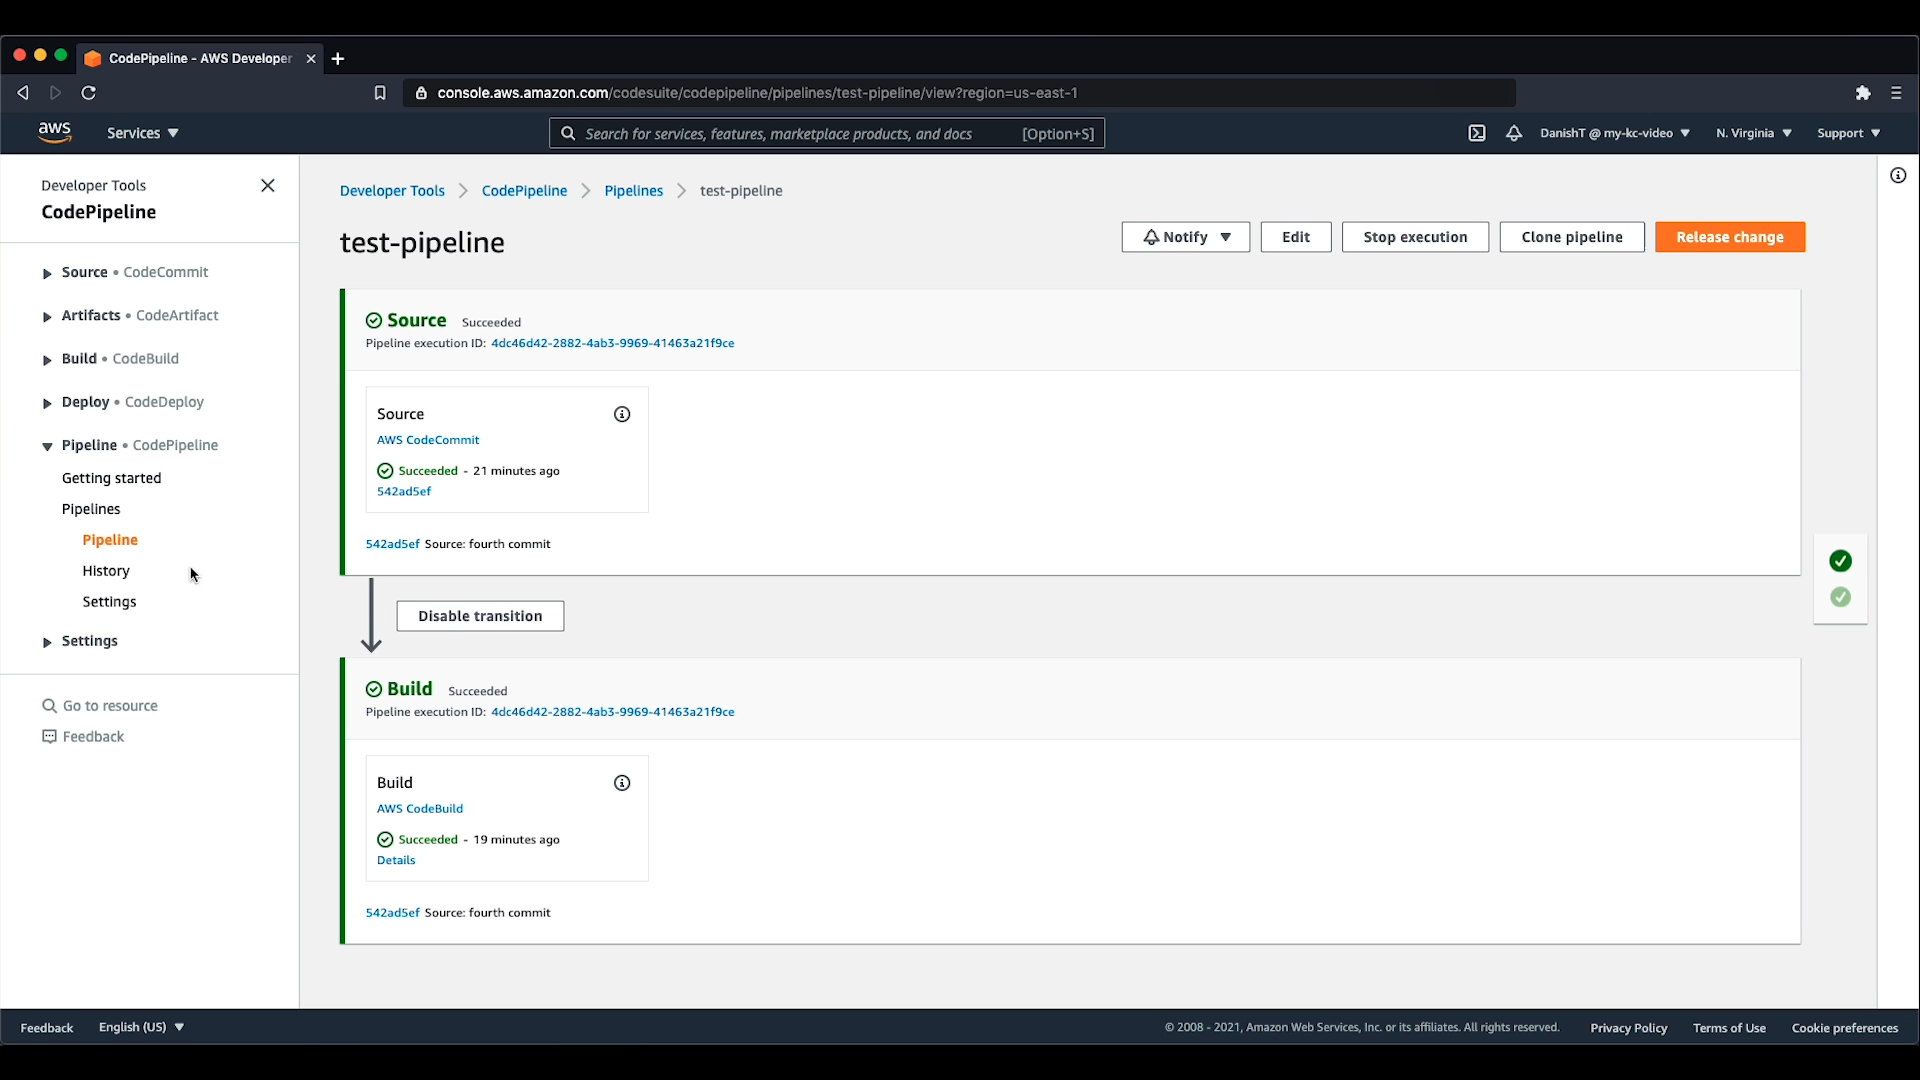 CodePipeline - AWS Developer
console.aws.amazon.com/codesuite/codepipeline/pipelines/test-pipeline/view?region=us-east-1
aws
Services
Search for services, features, marketplace products, and docs [Option+S]
DanishT @ my-kc-video
N. Virginia
Support
Developer Tools
CodePipeline
Source • CodeCommit
Artifacts • CodeArtifact
Build • CodeBuild
Deploy • CodeDeploy
Pipeline • CodePipeline
Getting started
Pipelines
Pipeline
History
Settings
Settings
Go to resource
Feedback
Developer Tools > CodePipeline > Pipelines > test-pipeline
test-pipeline
Notify
Edit
Stop execution
Clone pipeline
Release change
Source Succeeded
Pipeline execution ID: 4dc46d42-2882-4ab3-9969-41463a21f9ce
Source
AWS CodeCommit
Succeeded - 21 minutes ago
542ad5ef
542ad5ef Source: fourth commit
Disable transition
Build Succeeded
Pipeline execution ID: 4dc46d42-2882-4ab3-9969-41463a21f9ce
Build
AWS CodeBuild
Succeeded - 19 minutes ago
Details
542ad5ef Source: fourth commit
Feedback
English (US)
© 2008 - 2021, Amazon Web Services, Inc. or its affiliates. All rights reserved.
Privacy Policy
Terms of Use
Cookie preferences